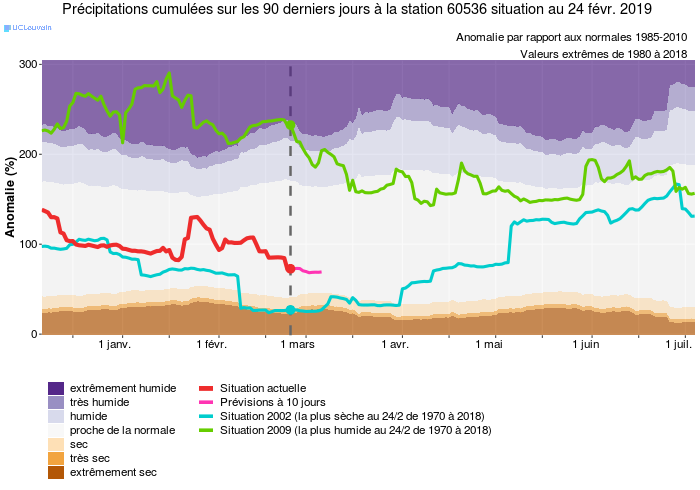 Précipitations cumulées sur les 90 derniers jours à la station 60536 situation au 24 févr. 2019
UCLouvain
Anomalie par rapport aux normales 1985-2010
Valeurs extrêmes de 1980 à 2018
Anomalie (%)
300
200
100
0
1 janv. 1 févr. 1 mars 1 avr. 1 mai 1 juin 1 juil.
extrêmement humide
très humide
humide
proche de la normale
sec
très sec
extrêmement sec
Situation actuelle
Prévisions à 10 jours
Situation 2002 (la plus sèche au 24/2 de 1970 à 2018)
Situation 2009 (la plus humide au 24/2 de 1970 à 2018)